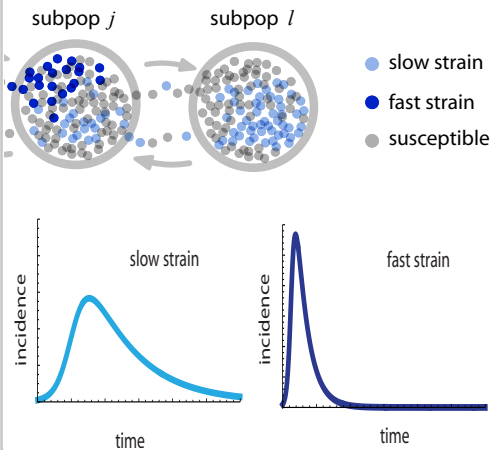 subpop j
subpop l
slow strain
fast strain
susceptible
slow strain
incidence
time
fast strain
incidence
time